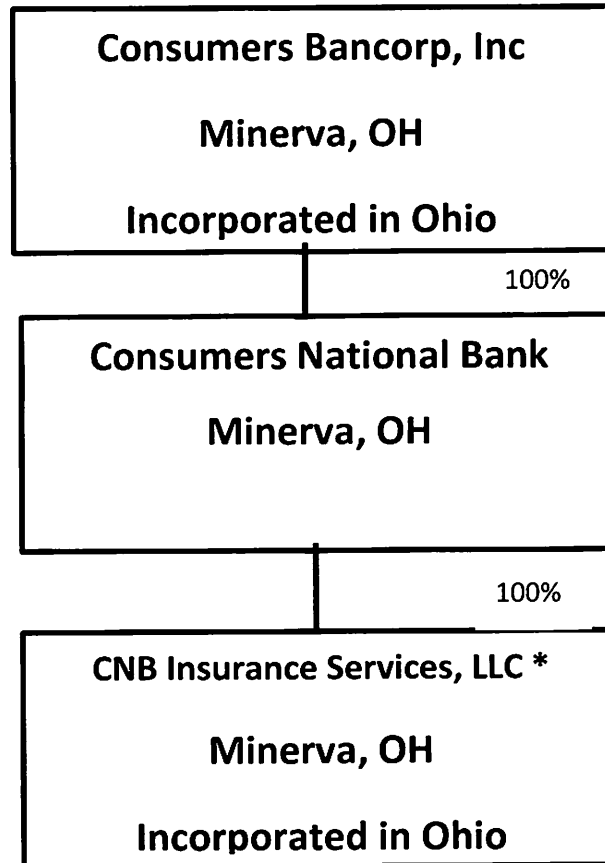 Consumers Bancorp, Inc
Minerva, OH
Incorporated in Ohio
100%
Consumers National Bank
Minerva, OH
100%
CNB Insurance Services, LLC *
Minerva, OH
Incorporated in Ohio